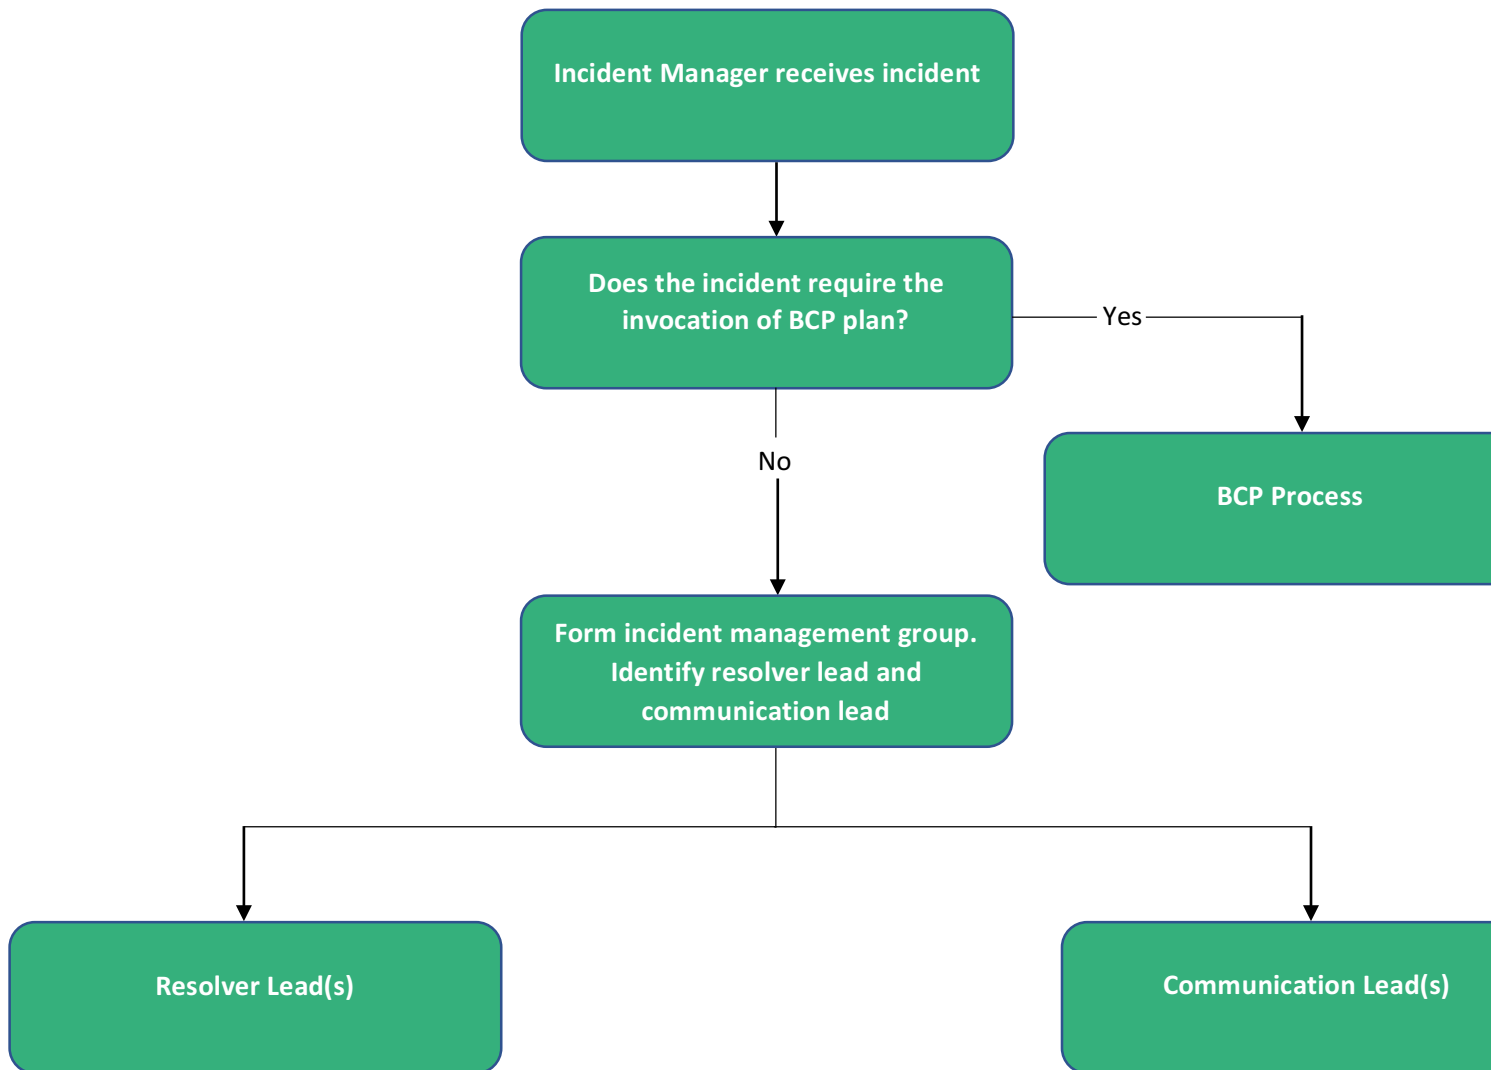 Incident Manager receives incident
Does the incident require the
invocation of BCP plan?
Yes
No
BCP Process
Form incident management group.
Identify resolver lead and
communication lead
Resolver Lead(s)
Communication Lead(s)